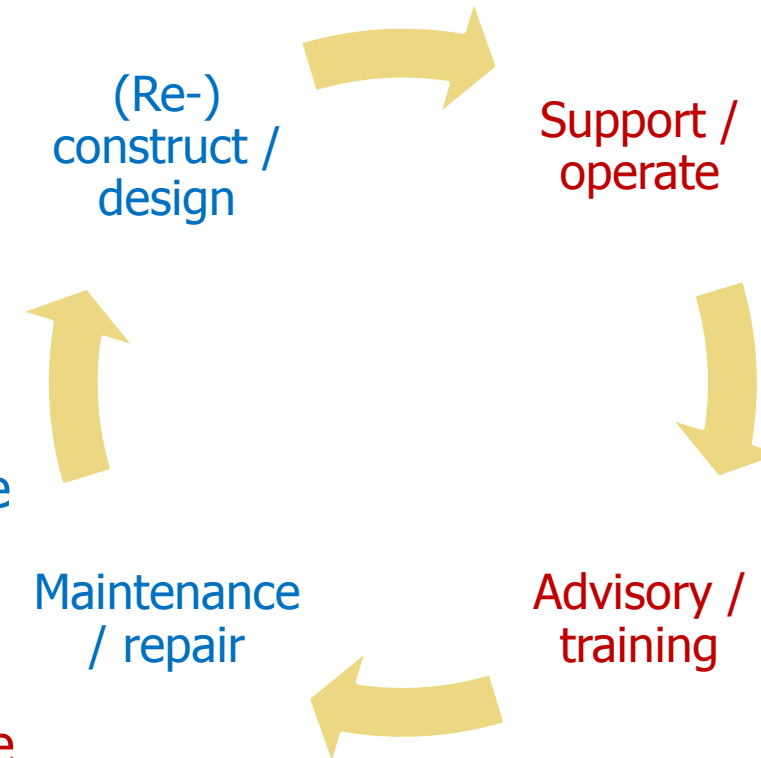 (Re-)
construct /
design
Support /
operate
e
Maintenance
/ repair
Advisory /
training
e